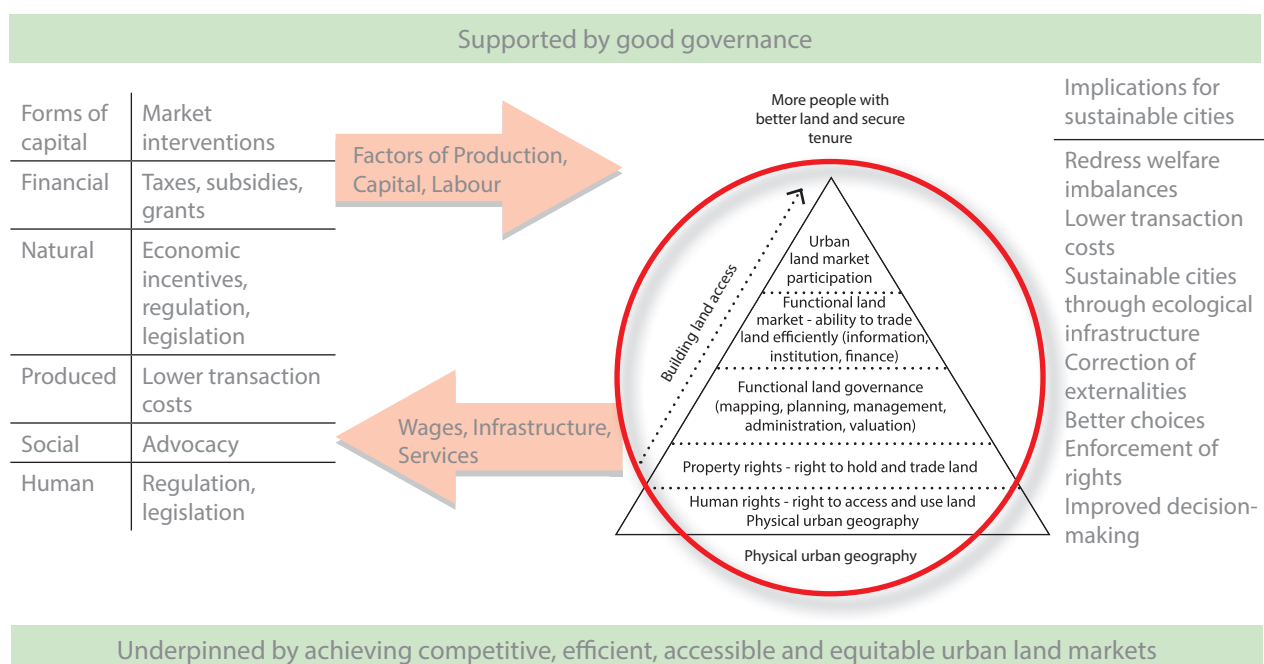 Supported by good governance
Forms of
capital
Market
interventions
Financial
Taxes, subsidies,
grants
Natural
Economic
incentives,
regulation,
legislation
Produced
Lower transaction
costs
Social
Advocacy
Human
Regulation,
legislation
Factors of Production,
Capital, Labour
Wages, Infrastructure,
Services
More people with
better land and secure
tenure
Building land access
Urban
land market
participation
Functional land
market - ability to trade
land efficiently (information,
institution, finance)
Functional land governance
(mapping, planning, management,
administration, valuation)
Property rights - right to hold and trade land
Human rights - right to access and use land
Physical urban geography
Physical urban geography
Implications for
sustainable cities
Redress welfare
imbalances
Lower transaction
costs
Sustainable cities
through ecological
infrastructure
Correction of
externalities
Better choices
Enforcement of
rights
Improved decision-
making
Underpinned by achieving competitive, efficient, accessible and equitable urban land markets